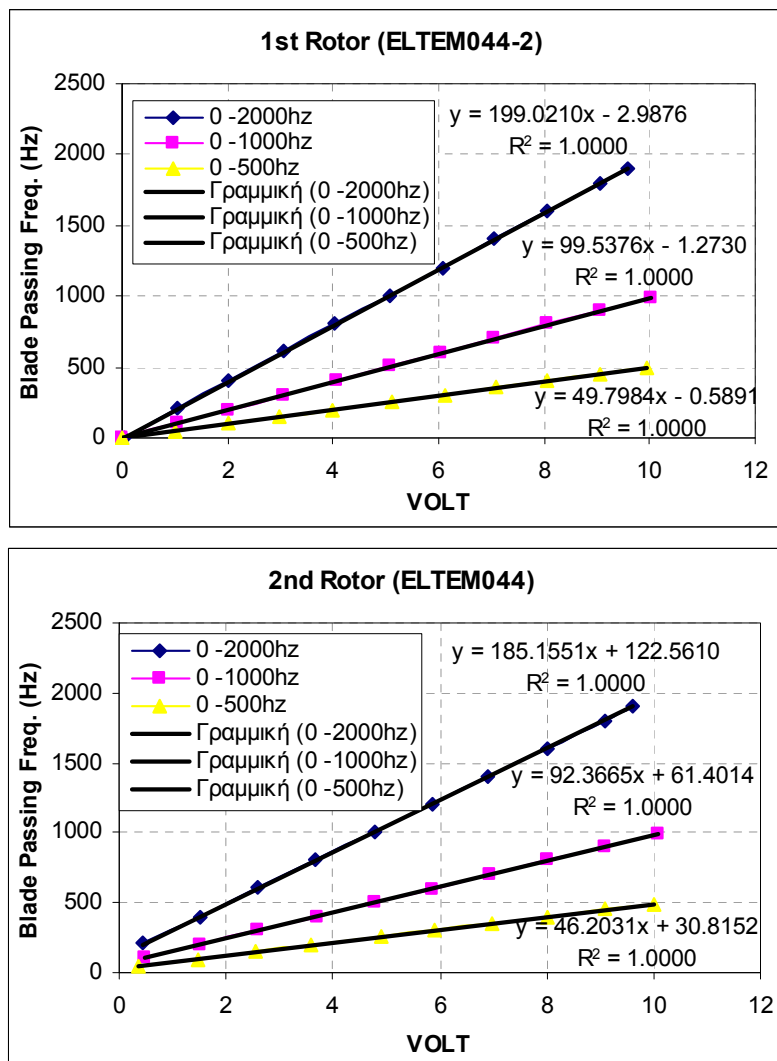 1st Rotor (ELTEM044-2)
Blade Passing Freq. (Hz)
2500
2000
1500
1000
500
0
0 -2000hz
0 -1000hz
0 -500hz
Γραμμική (0 -2000hz)
Γραμμική (0 -1000hz)
Γραμμική (0 -500hz)
y = 199.0210x - 2.9876
R² = 1.0000
y = 99.5376x - 1.2730
R² = 1.0000
y = 49.7984x - 0.5891
R² = 1.0000
0 2 4 6 8 10 12
VOLT
2nd Rotor (ELTEM044)
Blade Passing Freq. (Hz)
2500
2000
1500
1000
500
0
0 -2000hz
0 -1000hz
0 -500hz
Γραμμική (0 -2000hz)
Γραμμική (0 -1000hz)
Γραμμική (0 -500hz)
y = 185.1551x + 122.5610
R² = 1.0000
y = 92.3665x + 61.4014
R² = 1.0000
y = 46.2031x + 30.8152
R² = 1.0000
0 2 4 6 8 10 12
VOLT